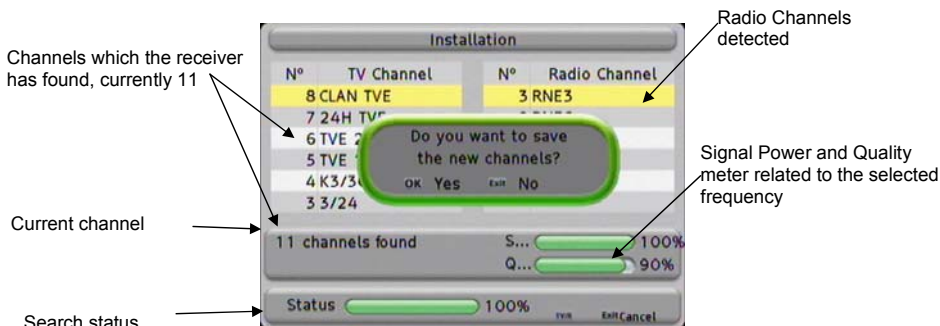 Radio Channels
detected
Installation
Channels which the receiver
has found, currently 11
Nº TV Channel Nº Radio Channel
8 CLAN TVE 3 RNE3
7 24H TVE
6 TVE 2
5 TVE
4 K3/3
3 3/24
Do you want to save
the new channels?
OK Yes Exit No
Signal Power and Quality
meter related to the selected
frequency
Current channel
11 channels found S... 100%
Q... 90%
Status 100% TV/R Exit Cancel
Search status